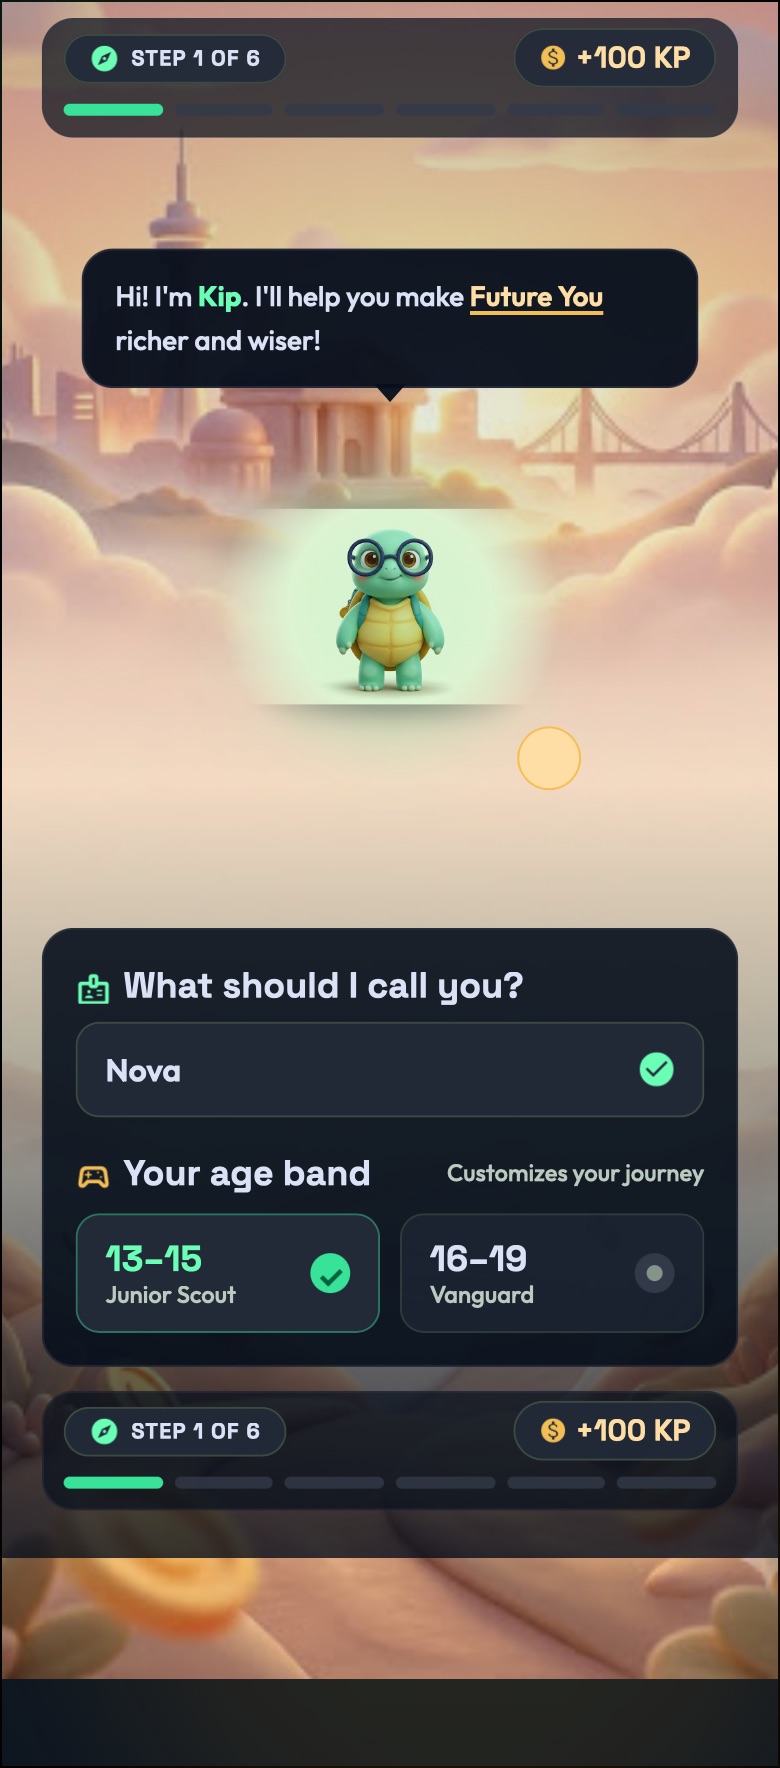 STEP 1 OF 6
+100 KP
Hi! I'm Kip. I'll help you make Future You
richer and wiser!
What should I call you?
Nova
Your age band
Customizes your journey
13–15
Junior Scout
16–19
Vanguard
STEP 1 OF 6
+100 KP